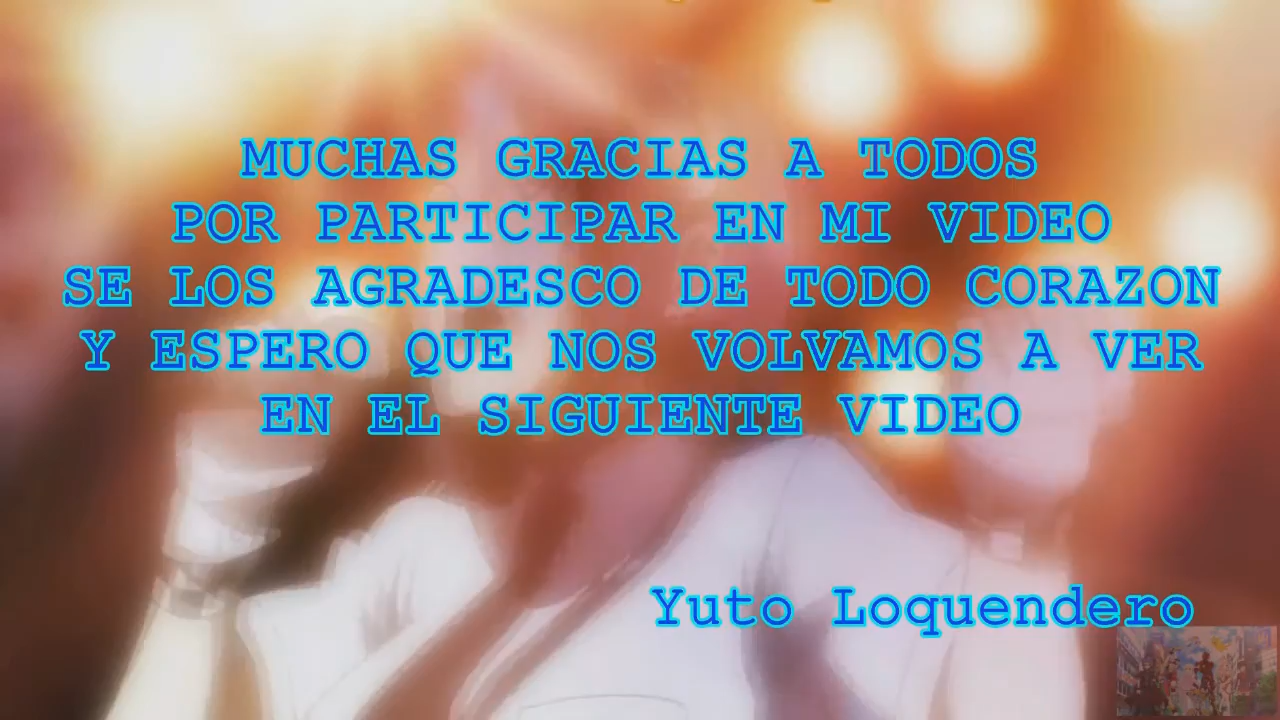 MUCHAS GRACIAS A TODOS
POR PARTICIPAR EN MI VIDEO
SE LOS AGRADESCO DE TODO CORAZON
Y ESPERO QUE NOS VOLVAMOS A VER
EN EL SIGUIENTE VIDEO
Yuto Loquendero